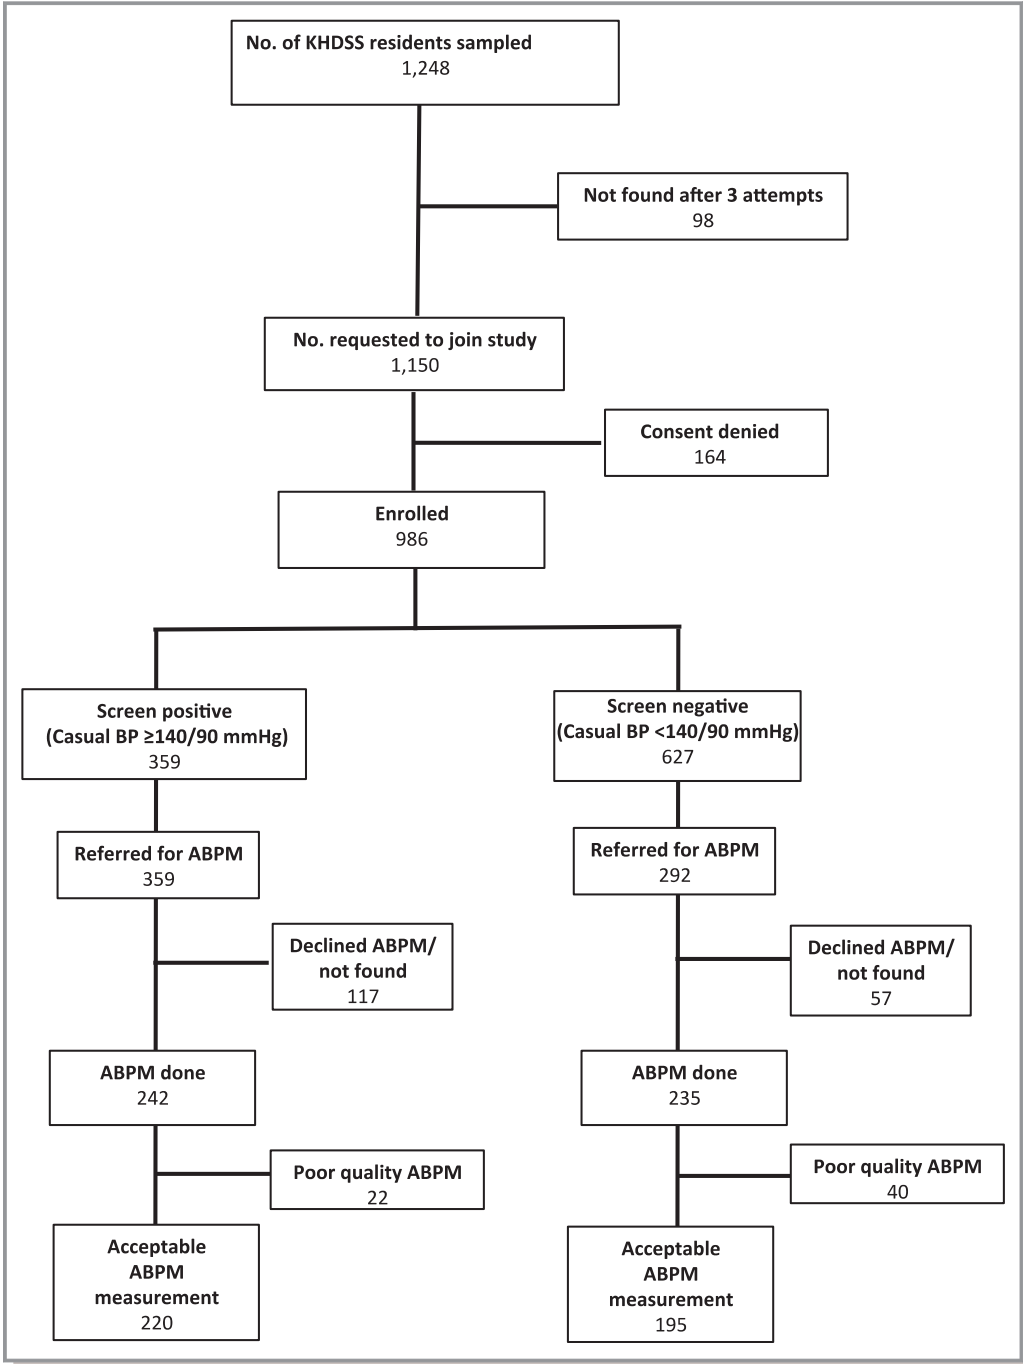 No. of KHDSS residents sampled
1,248
Not found after 3 attempts
98
No. requested to join study
1,150
Consent denied
164
Enrolled
986
Screen positive
(Casual BP ≥140/90 mmHg)
359
Screen negative
(Casual BP <140/90 mmHg)
627
Referred for ABPM
359
Referred for ABPM
292
Declined ABPM/
not found
117
Declined ABPM/
not found
57
ABPM done
242
ABPM done
235
Poor quality ABPM
22
Poor quality ABPM
40
Acceptable
ABPM
measurement
220
Acceptable
ABPM
measurement
195